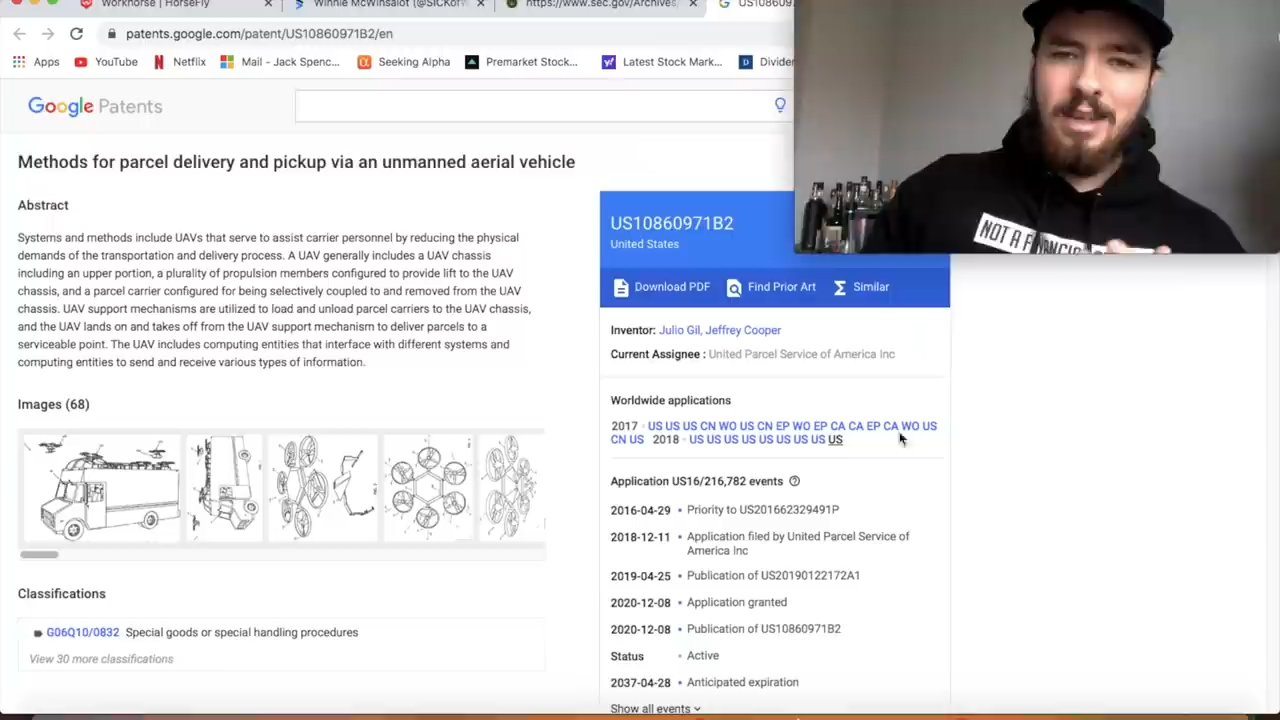 Workhorse | HorseFly
Winnie McWinsalot (@SICKofW
https://www.sec.gov/Archives/
US10860971B2
patents.google.com/patent/US10860971B2/en
Apps YouTube Netflix Mail - Jack Spenc... Seeking Alpha Premarket Stock... Latest Stock Mark... Dividen
Google Patents
Methods for parcel delivery and pickup via an unmanned aerial vehicle
Abstract
Systems and methods include UAVs that serve to assist carrier personnel by reducing the physical
demands of the transportation and delivery process. A UAV generally includes a UAV chassis
including an upper portion, a plurality of propulsion members configured to provide lift to the UAV
chassis, and a parcel carrier configured for being selectively coupled to and removed from the UAV
chassis. UAV support mechanisms are utilized to load and unload parcel carriers to the UAV chassis,
and the UAV lands on and takes off from the UAV support mechanism to deliver parcels to a
serviceable point. The UAV includes computing entities that interface with different systems and
computing entities to send and receive various types of information.
Images (68)
Classifications
G06Q10/0832 Special goods or special handling procedures
View 30 more classifications
US10860971B2
United States
Download PDF Find Prior Art Similar
Inventor: Julio Gil, Jeffrey Cooper
Current Assignee : United Parcel Service of America Inc
Worldwide applications
2017 · US US US CN WO US CN EP WO EP CA CA EP CA WO US
CN US 2018 · US US US US US US US US US
Application US16/216,782 events
2016-04-29 • Priority to US201662329491P
2018-12-11 • Application filed by United Parcel Service of
America Inc
2019-04-25 • Publication of US20190122172A1
2020-12-08 • Application granted
2020-12-08 • Publication of US10860971B2
Status • Active
2037-04-28 • Anticipated expiration
Show all events
NOT A FINANCI